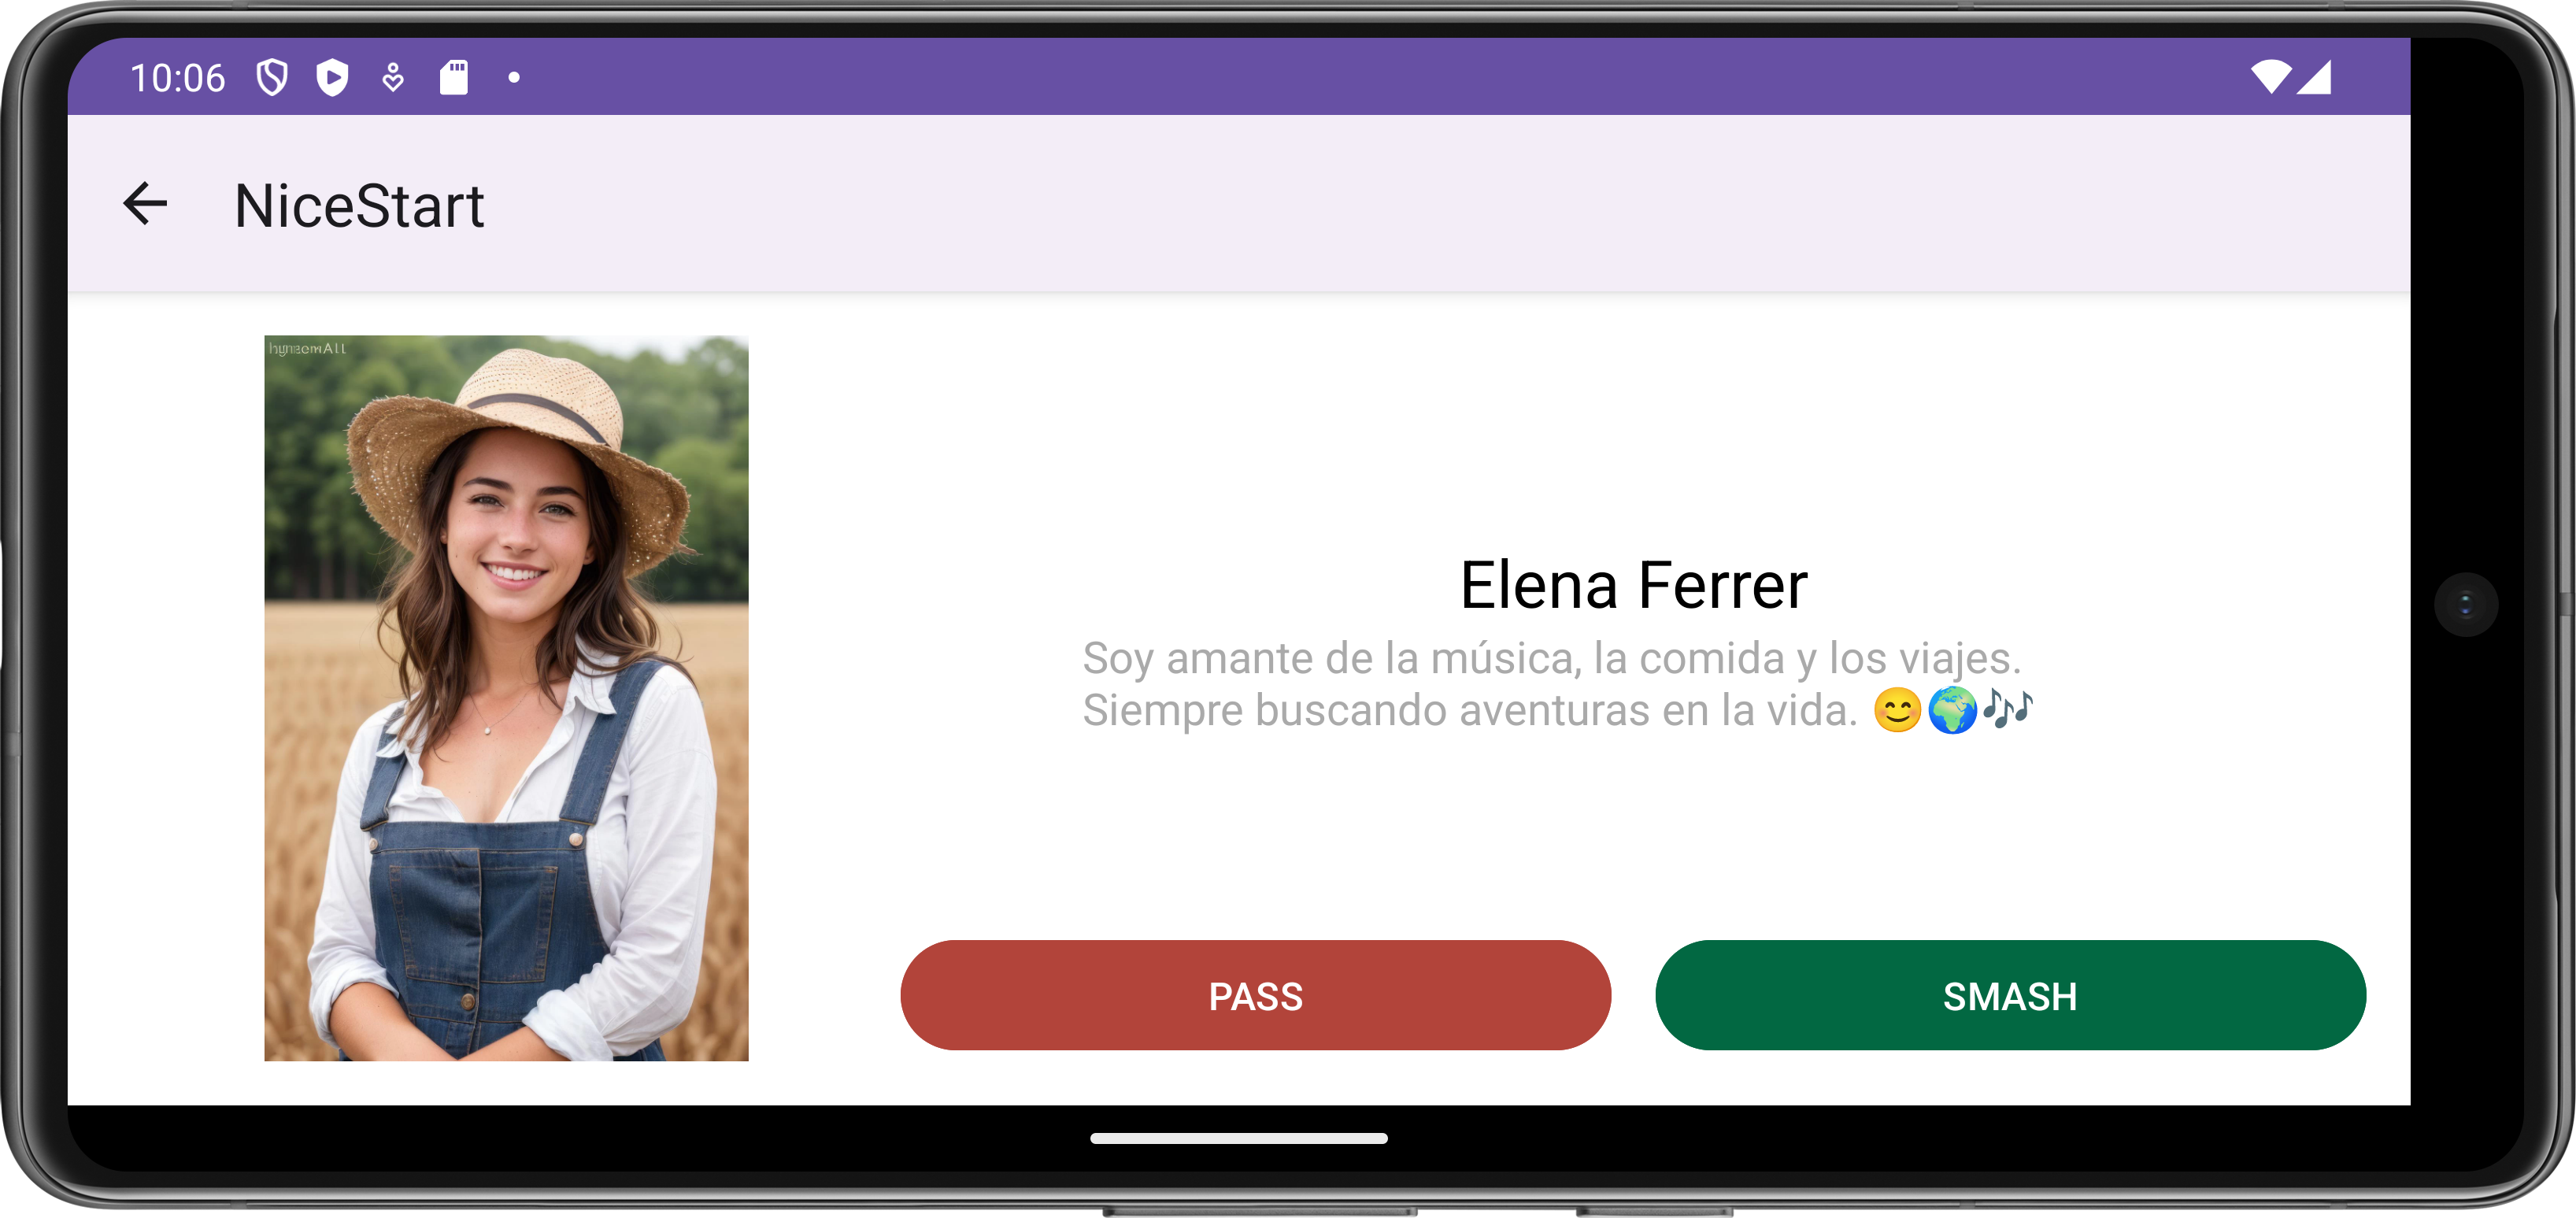 10:06
NiceStart
Elena Ferrer
Soy amante de la música, la comida y los viajes.
Siempre buscando aventuras en la vida. 😊🌍🎶
PASS
SMASH